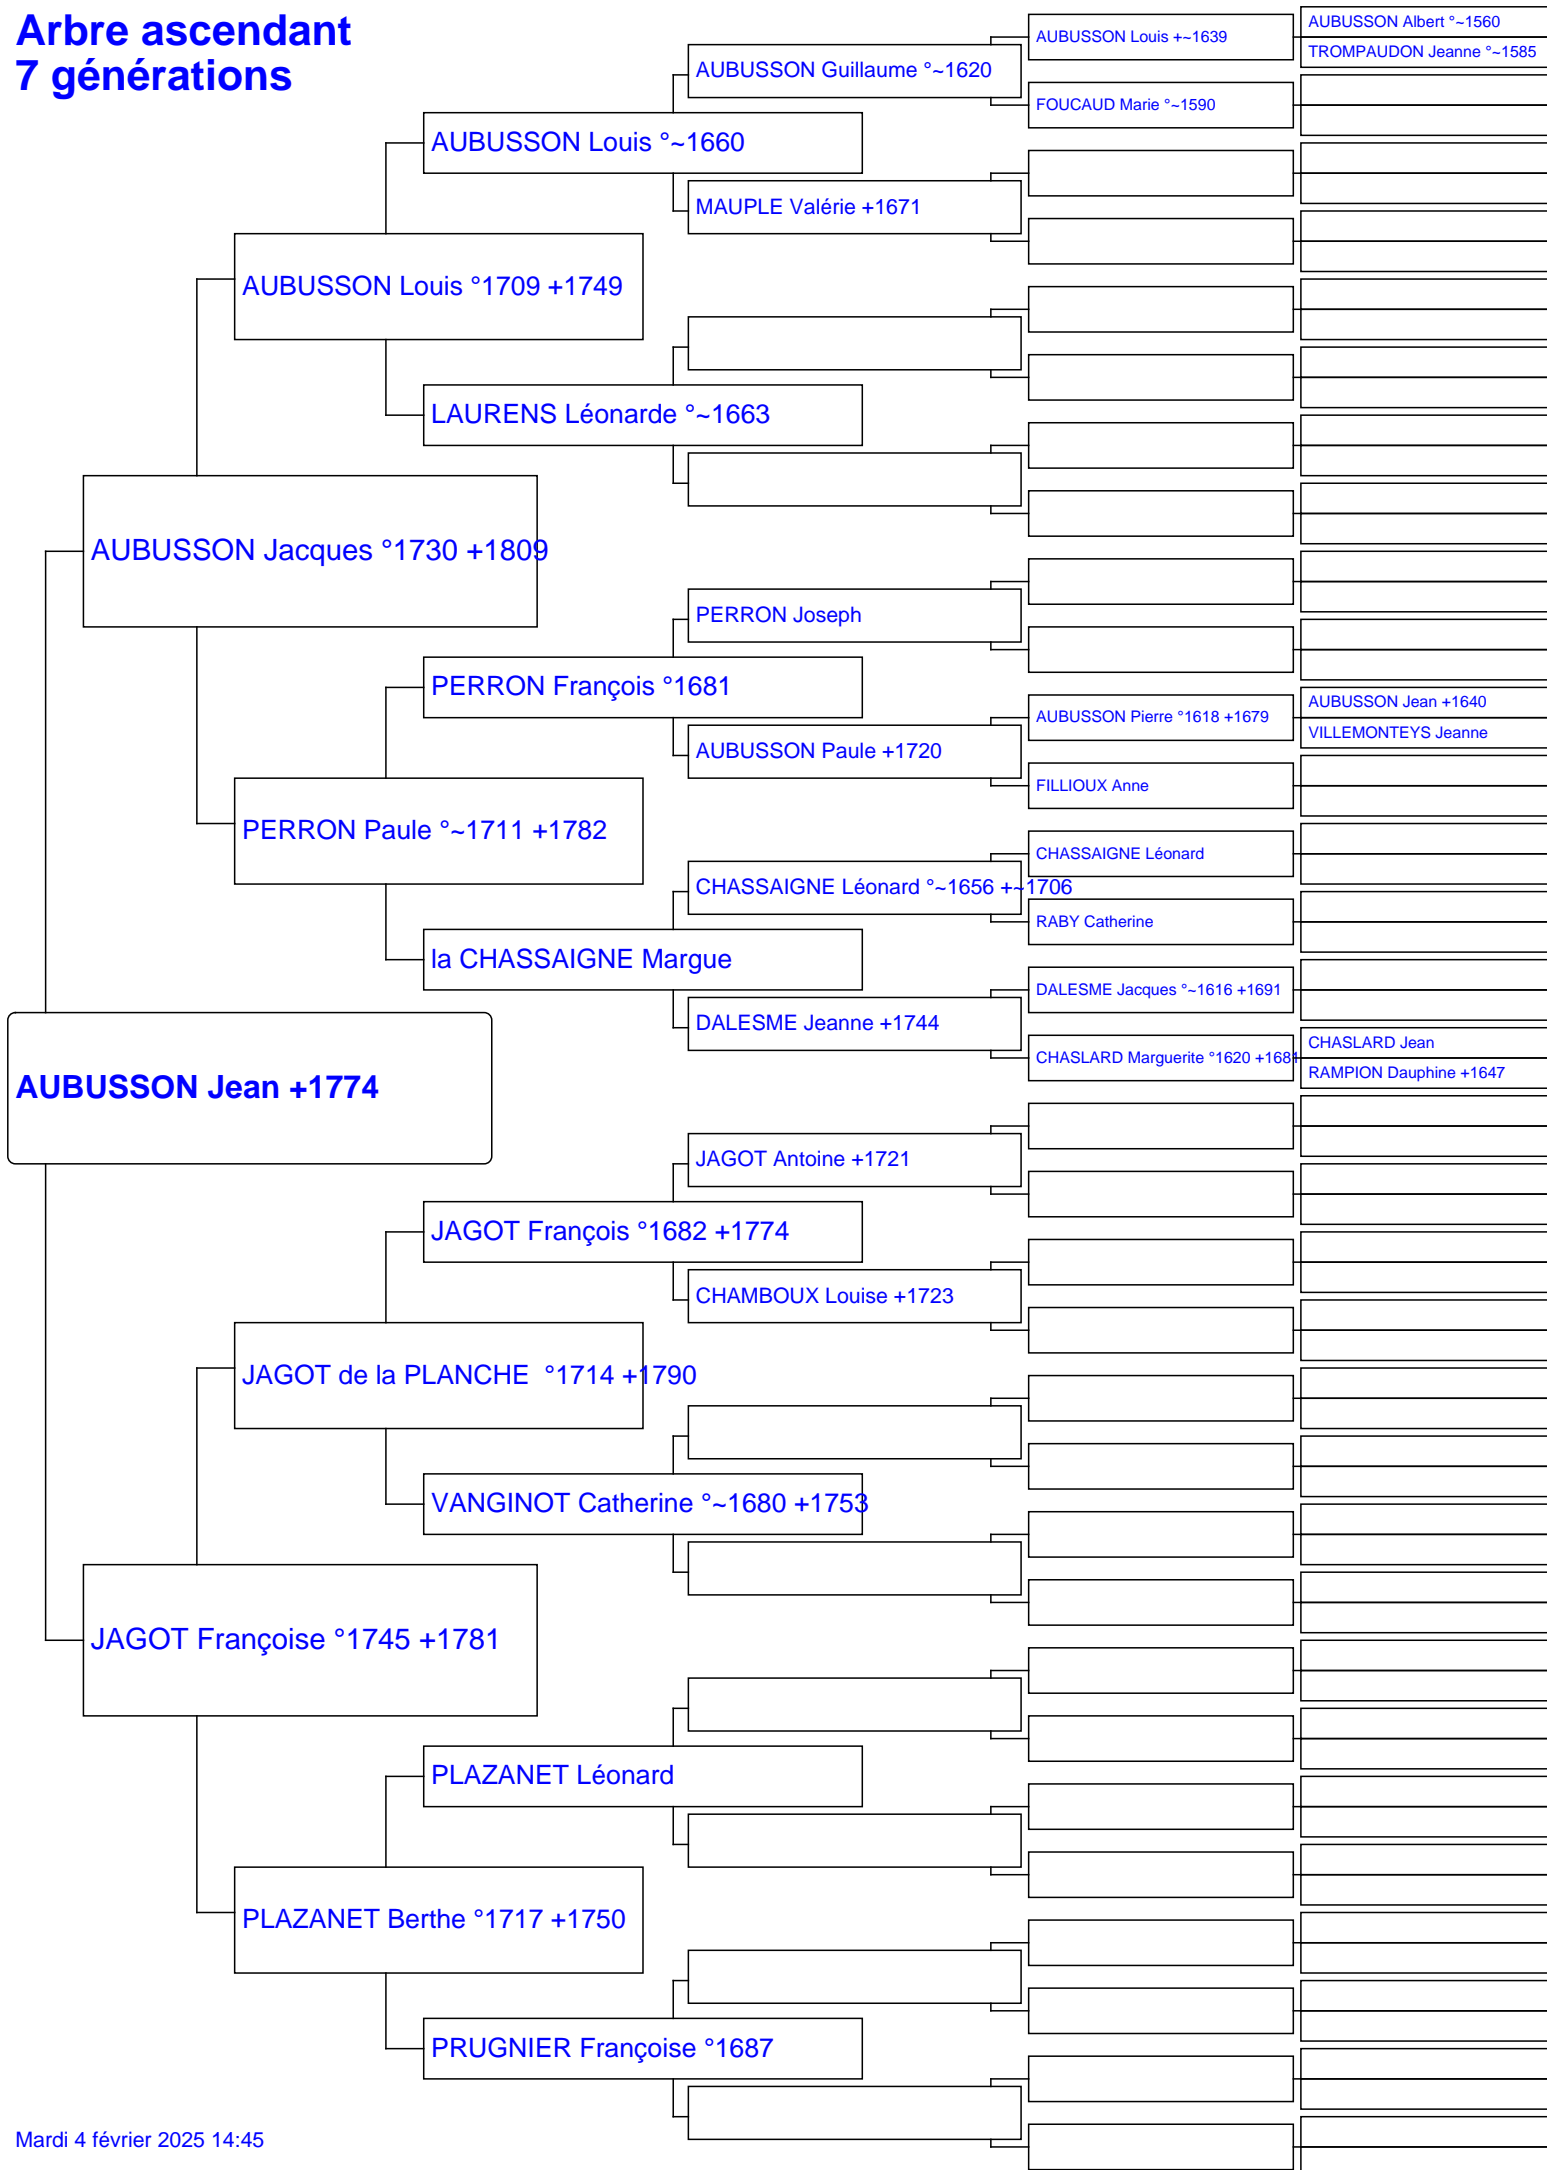 Arbre ascendant
7 générations
AUBUSSON Albert °~1560
AUBUSSON Louis +~1639
TROMPAUDON Jeanne °~1585
AUBUSSON Guillaume °~1620
FOUCAUD Marie °~1590
AUBUSSON Louis °~1660
MAUPLE Valérie +1671
AUBUSSON Louis °1709 +1749
LAURENS Léonarde °~1663
AUBUSSON Jacques °1730 +1809
PERRON Joseph
PERRON François °1681
AUBUSSON Jean +1640
AUBUSSON Pierre °1618 +1679
VILLEMONTEYS Jeanne
AUBUSSON Paule +1720
FILLIOUX Anne
PERRON Paule °~1711 +1782
CHASSAIGNE Léonard
CHASSAIGNE Léonard °~1656 +~1706
RABY Catherine
la CHASSAIGNE Margue
DALESME Jacques °~1616 +1691
DALESME Jeanne +1744
CHASLARD Jean
CHASLARD Marguerite °1620 +1681
RAMPION Dauphine +1647
AUBUSSON Jean +1774
JAGOT Antoine +1721
JAGOT François °1682 +1774
CHAMBOUX Louise +1723
JAGOT de la PLANCHE  °1714 +1790
VANGINOT Catherine °~1680 +1753
JAGOT Françoise °1745 +1781
PLAZANET Léonard
PLAZANET Berthe °1717 +1750
PRUGNIER Françoise °1687
Mardi 4 février 2025 14:45